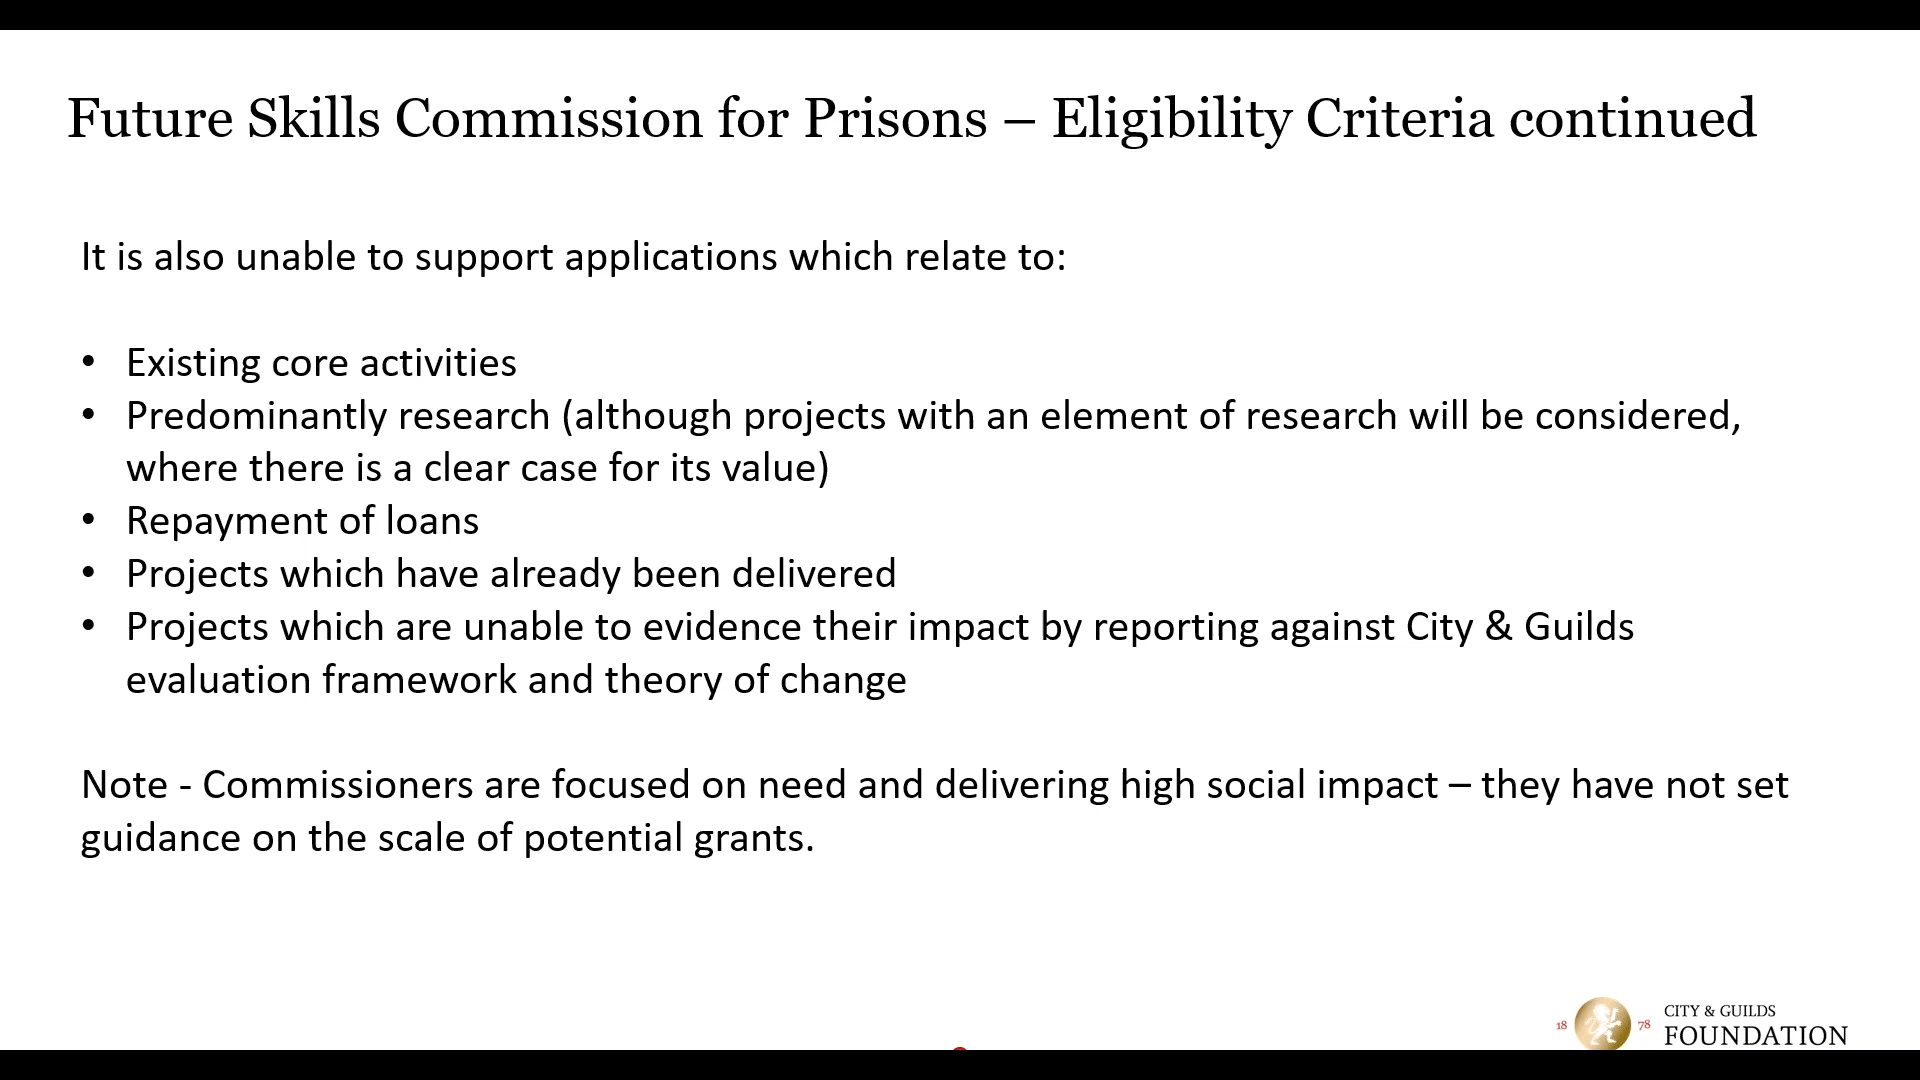 Future Skills Commission for Prisons – Eligibility Criteria continued
It is also unable to support applications which relate to:
• Existing core activities
• Predominantly research (although projects with an element of research will be considered,
where there is a clear case for its value)
• Repayment of loans
• Projects which have already been delivered
• Projects which are unable to evidence their impact by reporting against City & Guilds
evaluation framework and theory of change
Note - Commissioners are focused on need and delivering high social impact – they have not set
guidance on the scale of potential grants.
18 78 CITY & GUILDS
FOUNDATION